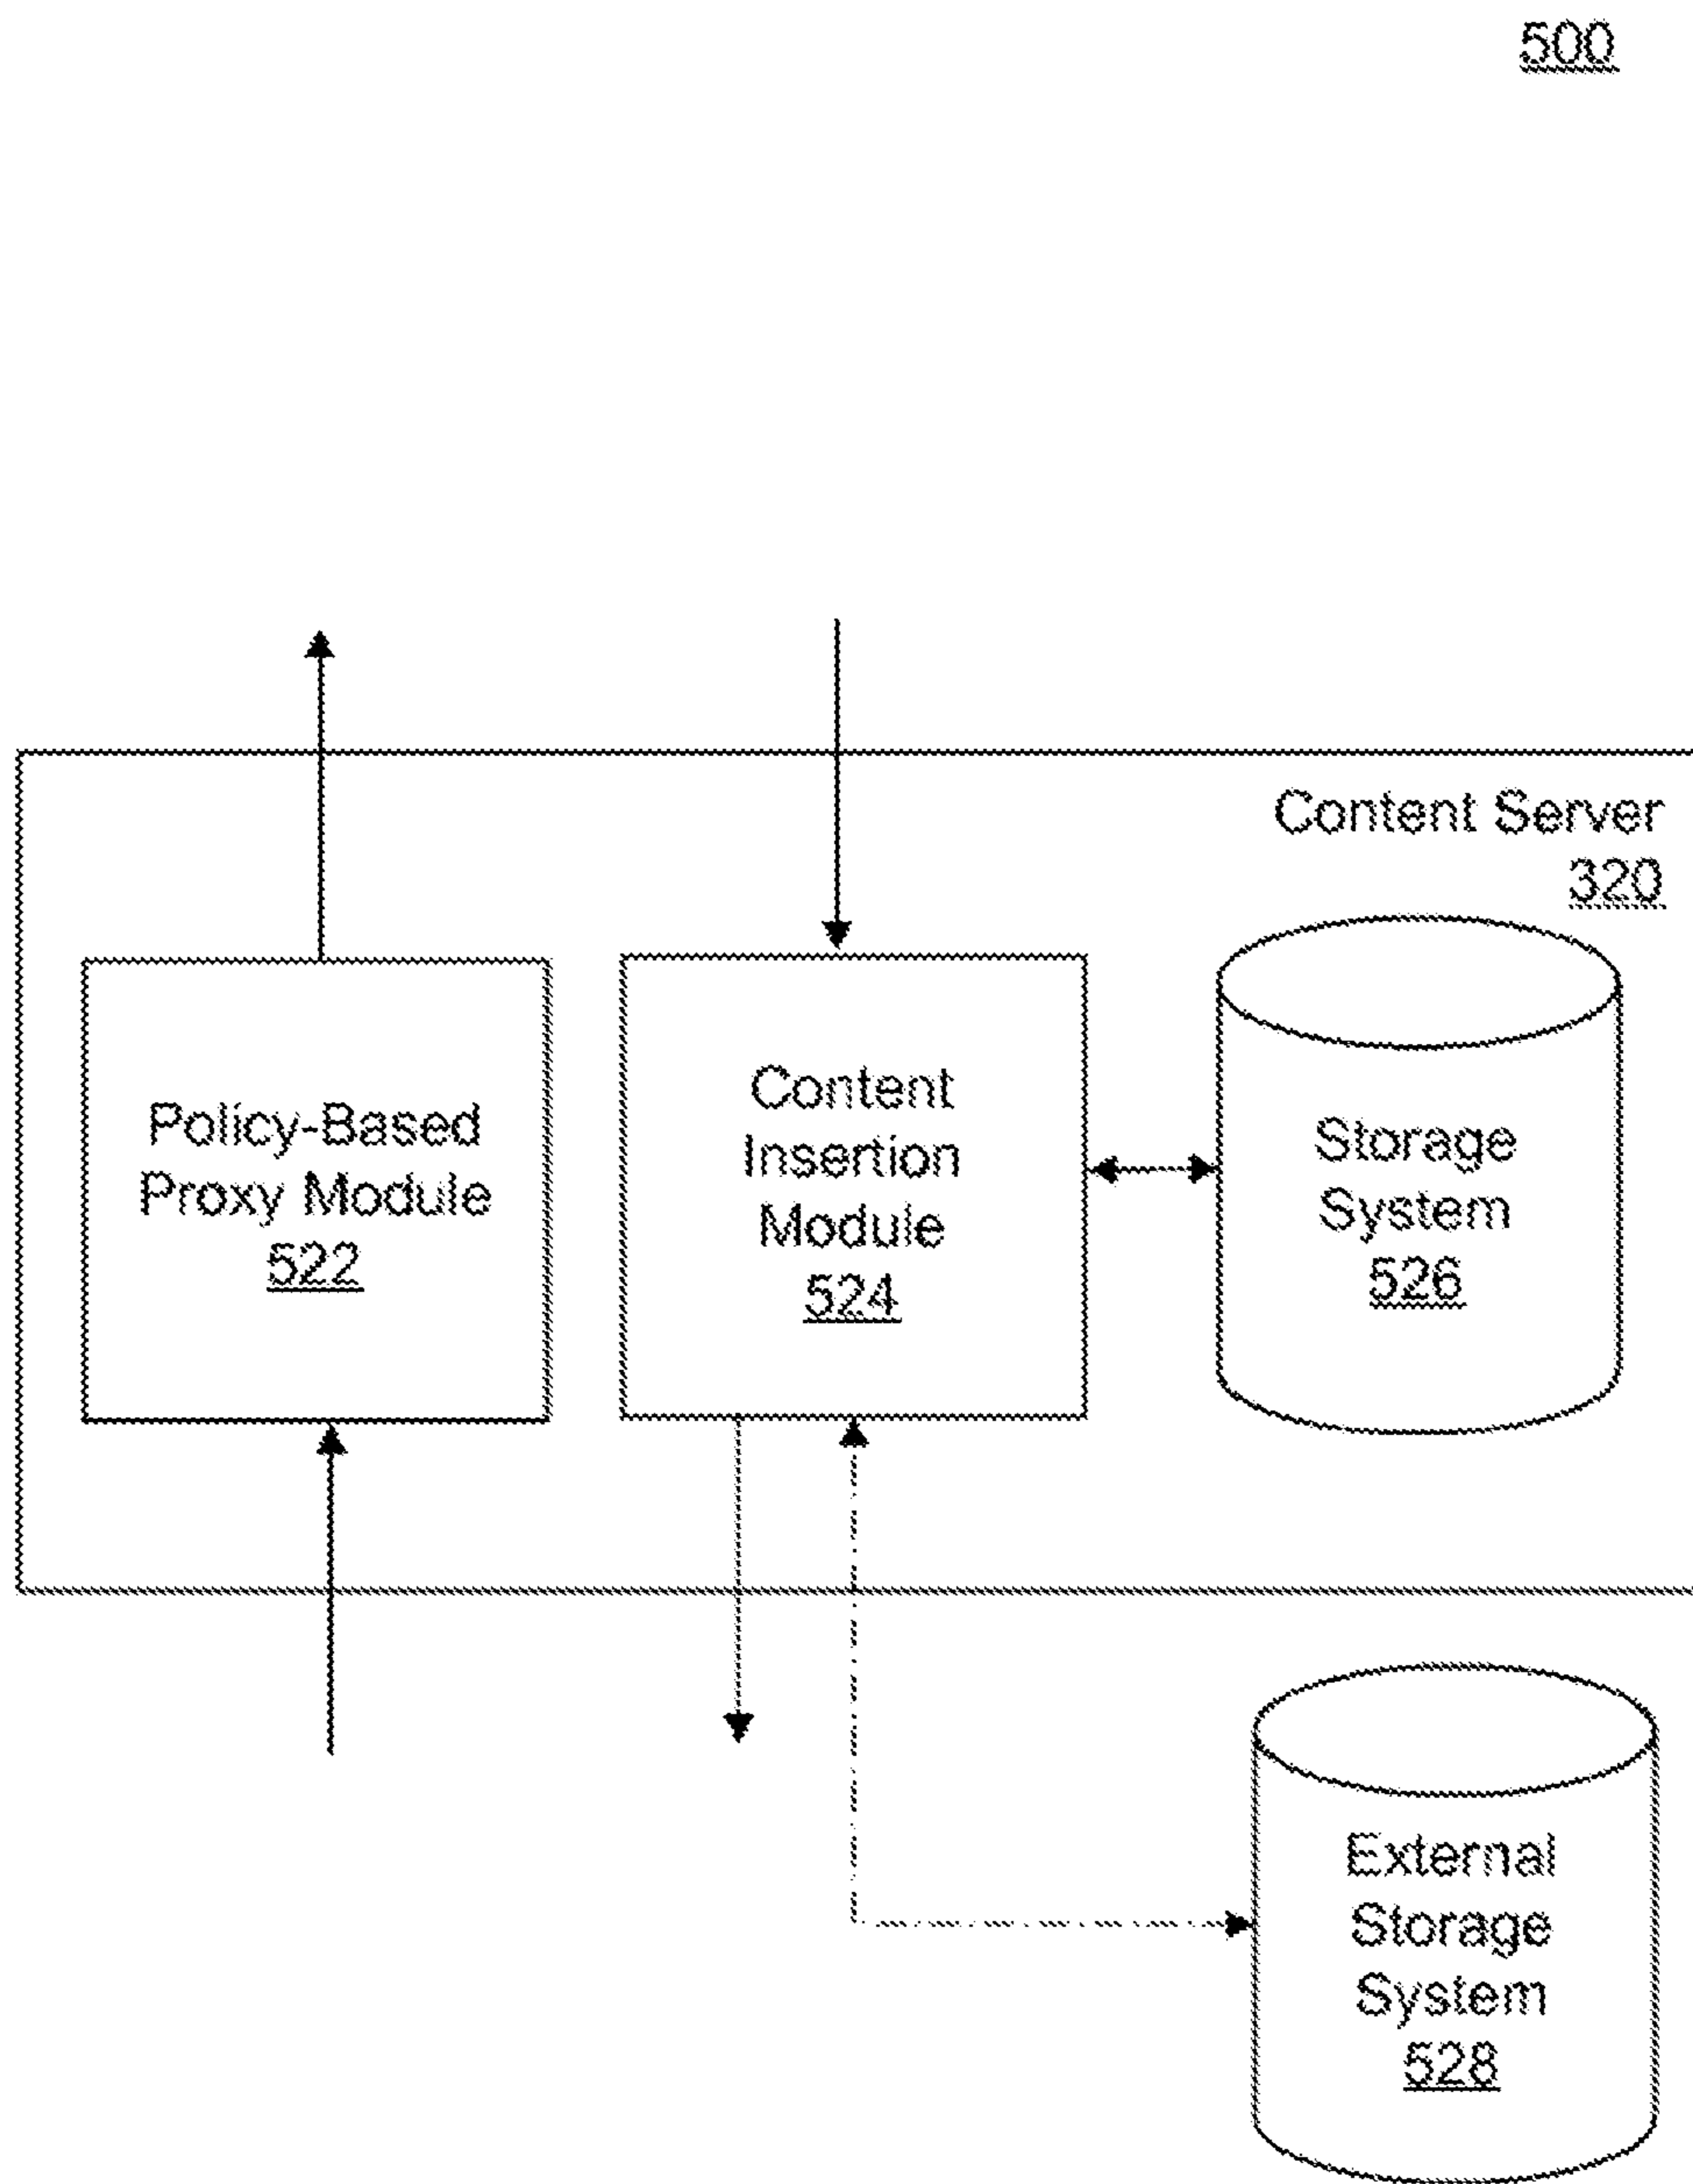 500
Content Server
320
Policy-Based
Proxy Module
522
Content
Insertion
Module
524
Storage
System
526
External
Storage
System
528